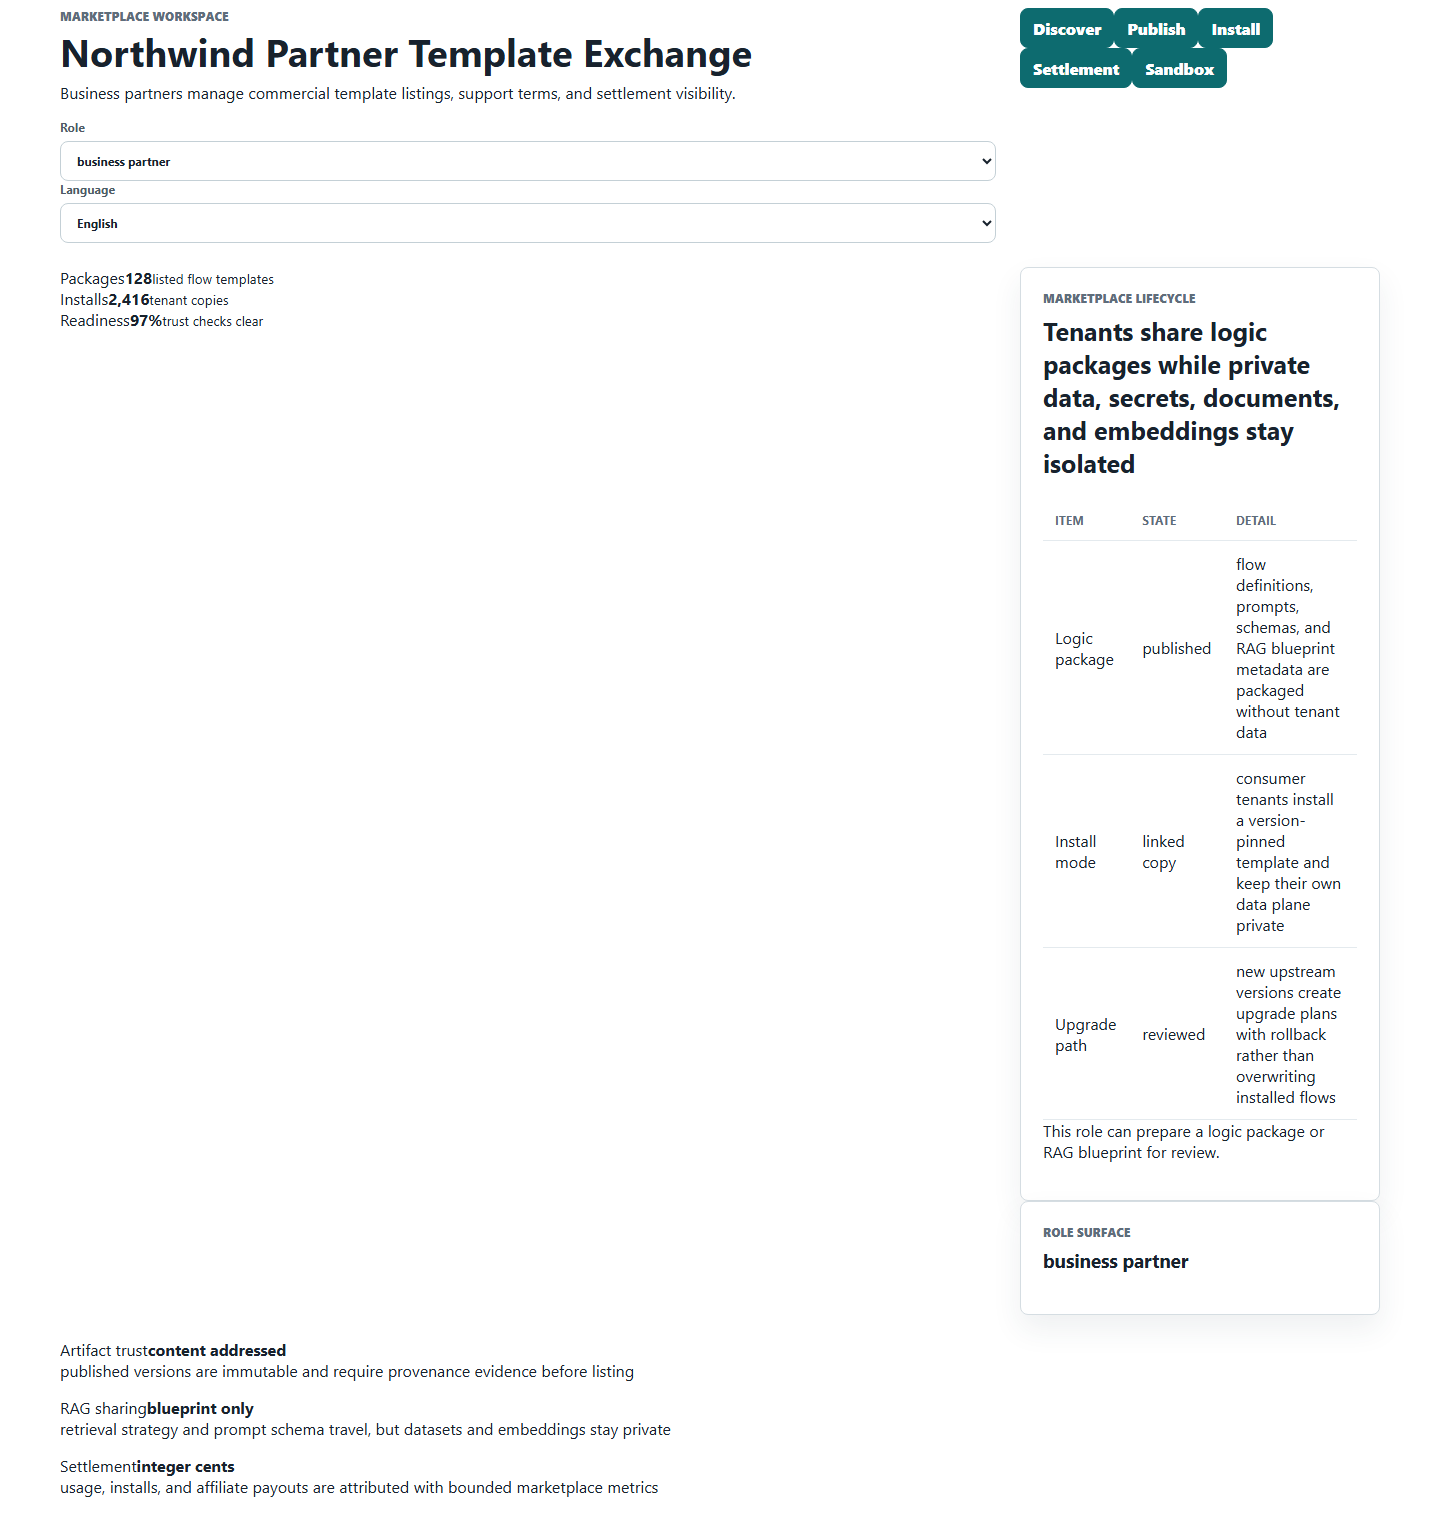 MARKETPLACE WORKSPACE
Northwind Partner Template Exchange
Business partners manage commercial template listings, support terms, and settlement visibility.
Role
business partner
Language
English
Discover Publish Install
Settlement Sandbox
Packages128listed flow templates
Installs2,416tenant copies
Readiness97%trust checks clear
MARKETPLACE LIFECYCLE
Tenants share logic
packages while private
data, secrets, documents,
and embeddings stay
isolated
ITEM STATE DETAIL
Logic
package
published
flow
definitions,
prompts,
schemas, and
RAG blueprint
metadata are
packaged
without tenant
data
Install
mode
linked
copy
consumer
tenants install
a version-
pinned
template and
keep their own
data plane
private
Upgrade
path
reviewed
new upstream
versions create
upgrade plans
with rollback
rather than
overwriting
installed flows
This role can prepare a logic package or
RAG blueprint for review.
ROLE SURFACE
business partner
Artifact trustcontent addressed
published versions are immutable and require provenance evidence before listing
RAG sharingblueprint only
retrieval strategy and prompt schema travel, but datasets and embeddings stay private
Settlementinteger cents
usage, installs, and affiliate payouts are attributed with bounded marketplace metrics